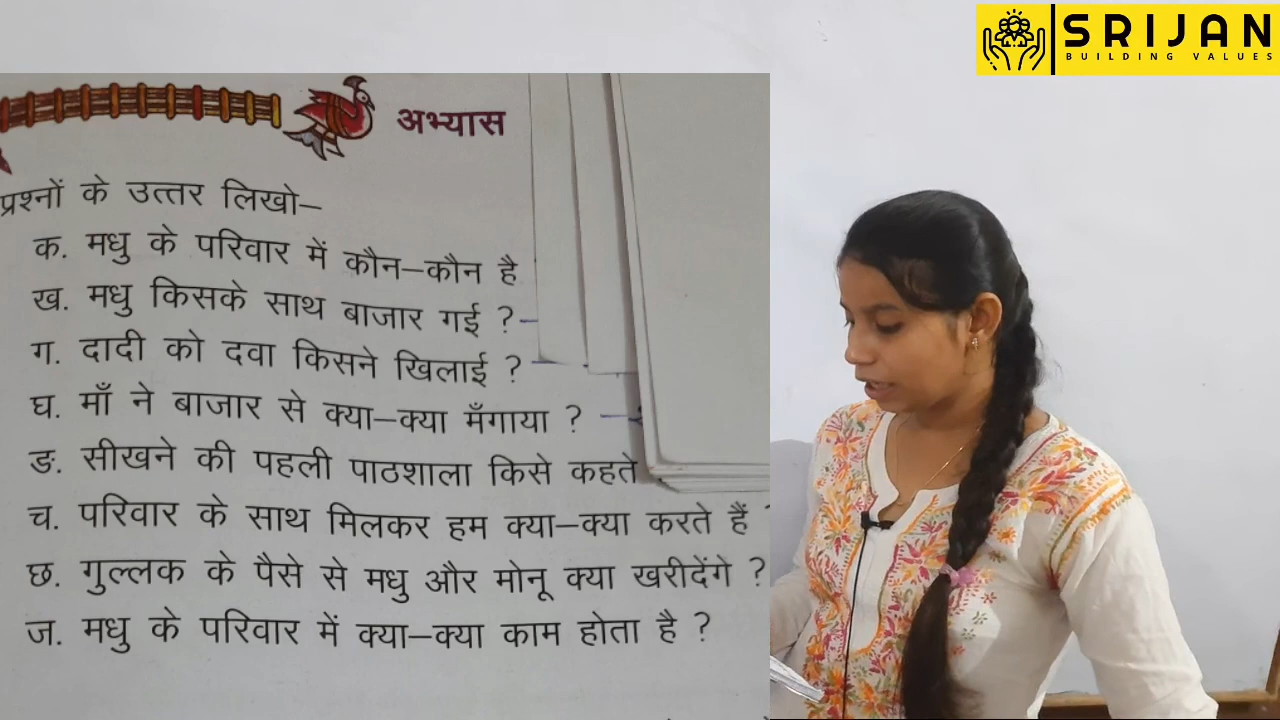 SRIJAN
BUILDING VALUES
अभ्यास
प्रश्नों के उत्तर लिखो–
क. मधु के परिवार में कौन–कौन है
ख. मधु किसके साथ बाजार गई ?
ग. दादी को दवा किसने खिलाई ?
घ. माँ ने बाजार से क्या–क्या मँगाया ?
ङ. सीखने की पहली पाठशाला किसे कहते
च. परिवार के साथ मिलकर हम क्या–क्या करते हैं ?
छ. गुल्लक के पैसे से मधु और मोनू क्या खरीदेंगे ?
ज. मधु के परिवार में क्या–क्या काम होता है ?